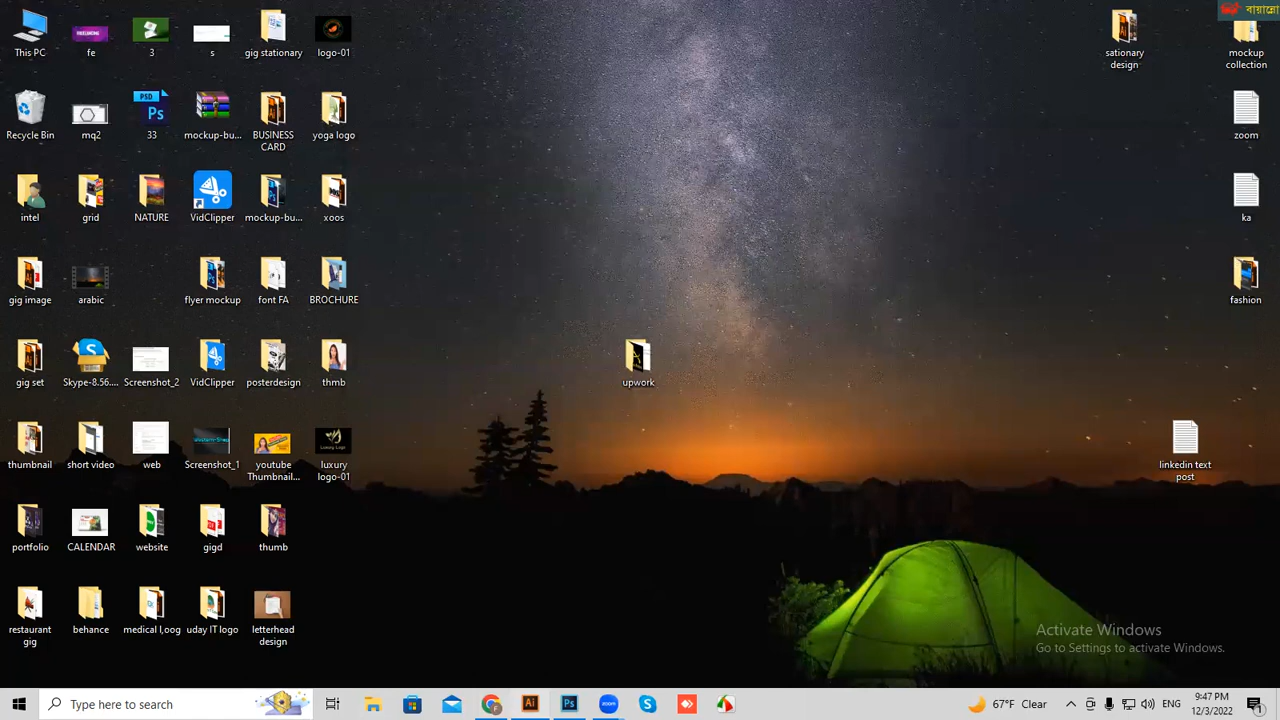 This PC
fe
3
s
gig stationary
logo-01
sationary
design
mockup
collection
বায়ান্নো
Recycle Bin
mq2
PSD
Ps
33
mockup-bu...
BUSINESS
CARD
yoga logo
zoom
intel
grid
NATURE
VidClipper
mockup-bu...
xoos
ka
gig image
arabic
flyer mockup
font FA
BROCHURE
fashion
gig set
Skype-8.56....
Screenshot_2
VidClipper
posterdesign
thmb
upwork
thumbnail
short video
web
Screenshot_1
youtube
Thumbnail...
luxury
logo-01
linkedin text
post
portfolio
CALENDAR
website
gigd
thumb
restaurant
gig
behance
medical l,oog
uday IT logo
letterhead
design
Activate Windows
Go to Settings to activate Windows.
Type here to search
Ai
Ps
zoom
Clear
ENG
9:47 PM
12/3/2022